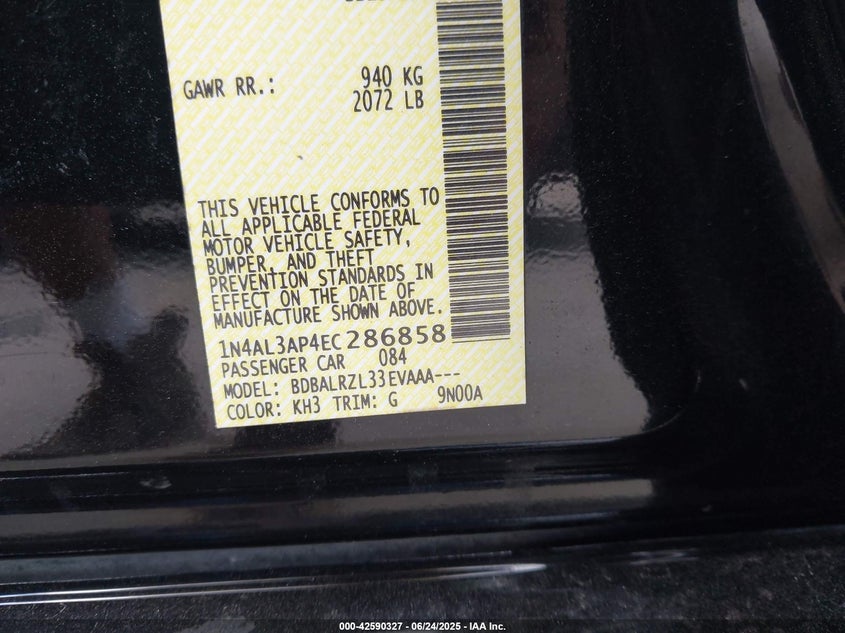 GAWR RR.: 940 KG
2072 LB
THIS VEHICLE CONFORMS TO
ALL APPLICABLE FEDERAL
MOTOR VEHICLE SAFETY,
BUMPER, AND THEFT
PREVENTION STANDARDS IN
EFFECT ON THE DATE OF
MANUFACTURE SHOWN ABOVE.
1N4AL3AP4EC286858
PASSENGER CAR 084
MODEL: BDBALRZL33EVAAA---
COLOR: KH3 TRIM: G 9N00A
000-42590327 - 06/24/2025 - IAA Inc.